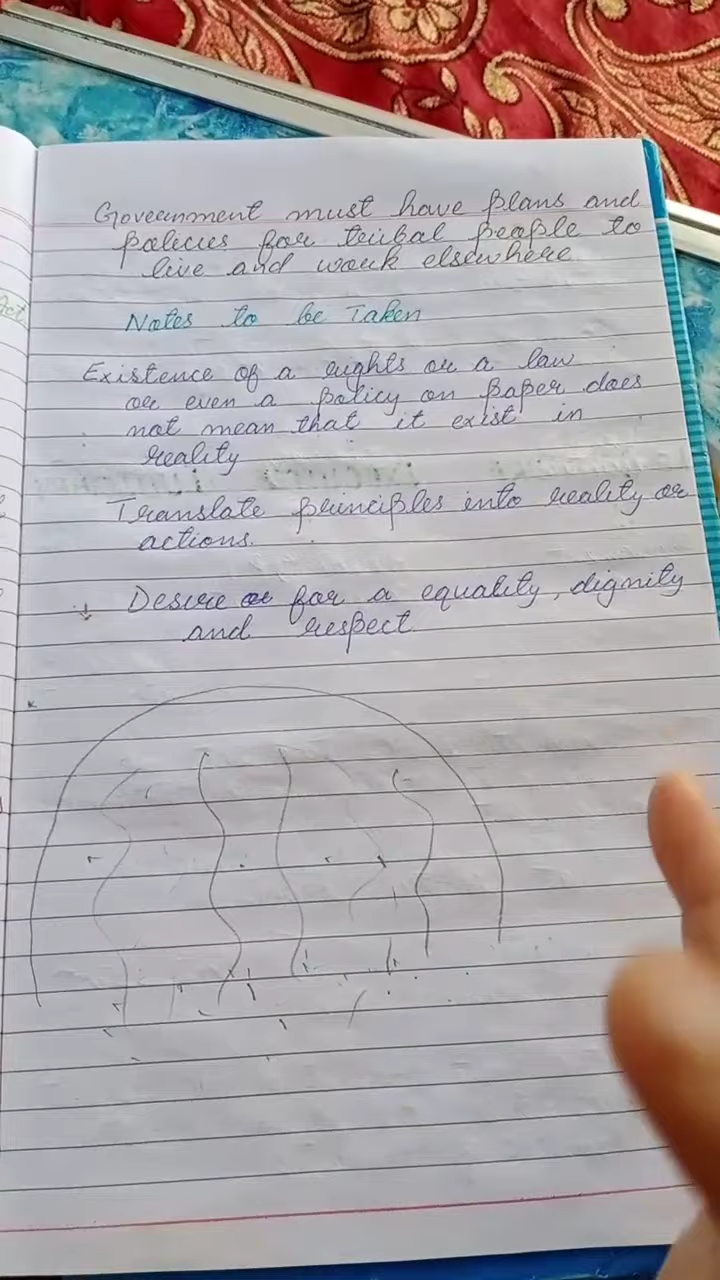 Government must have plans and
policies for tribal people to
live and work elsewhere
Act
Notes to be Taken
Existence of a rights or a law
or even a policy on paper does
not mean that it exist in
reality
Translate principles into reality or
actions.
Desire for a equality, dignity
and respect